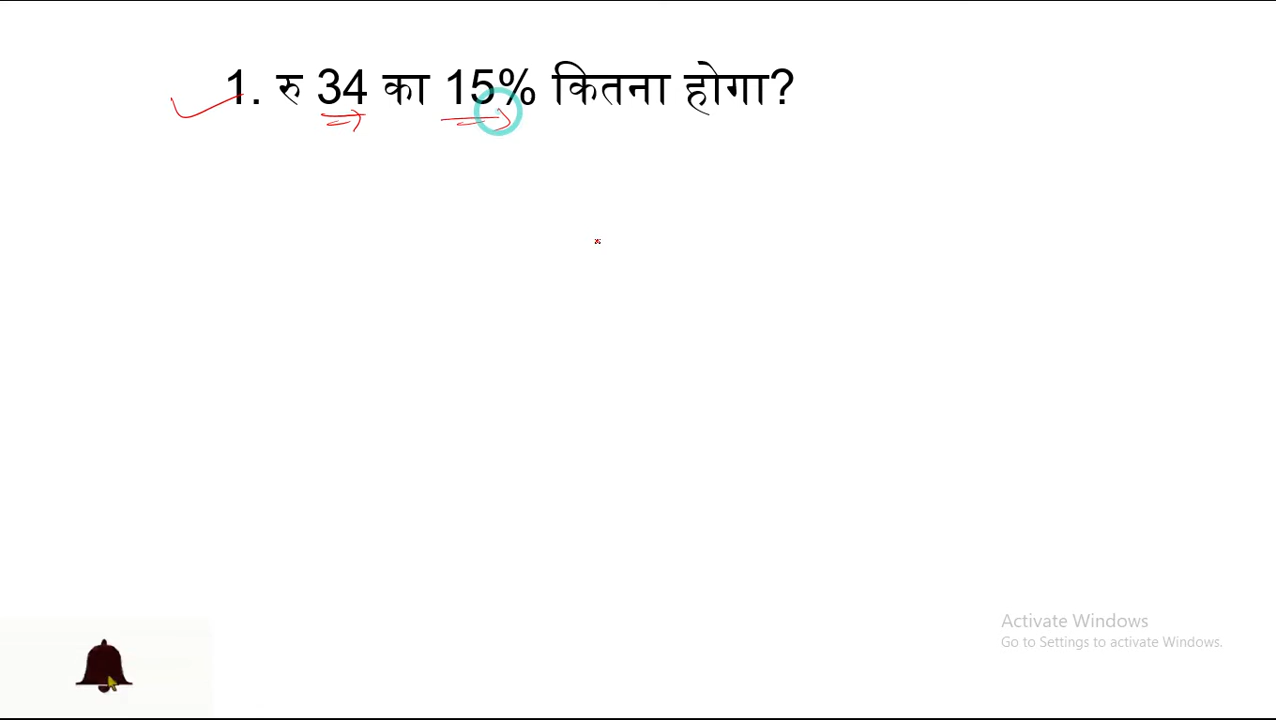 1. रु 34 का 15% कितना होगा?
Activate Windows
Go to Settings to activate Windows.